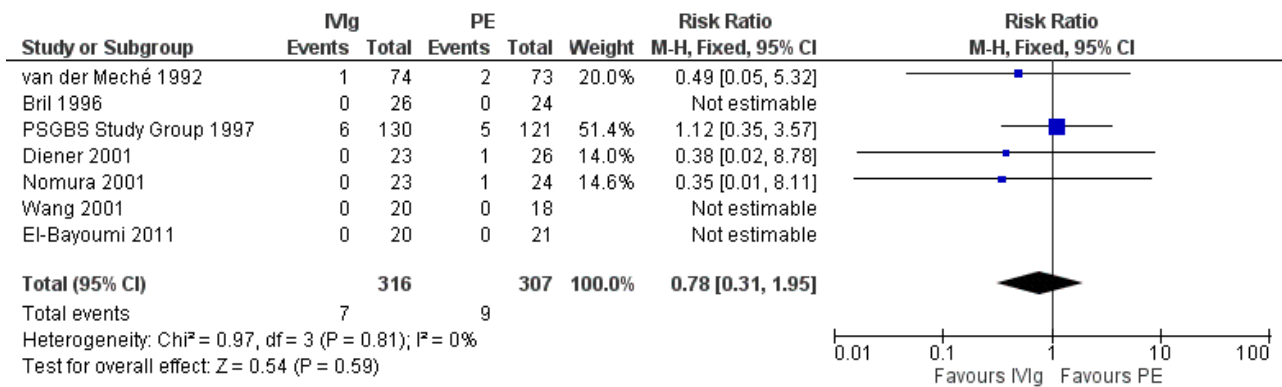 IVIg PE Risk Ratio Risk Ratio
Study or Subgroup Events Total Events Total Weight M-H, Fixed, 95% CI M-H, Fixed, 95% CI
van der Meché 1992 1 74 2 73 20.0% 0.49 [0.05, 5.32]
Bril 1996 0 26 0 24 Not estimable
PSGBS Study Group 1997 6 130 5 121 51.4% 1.12 [0.35, 3.57]
Diener 2001 0 23 1 26 14.0% 0.38 [0.02, 8.78]
Nomura 2001 0 23 1 24 14.6% 0.35 [0.01, 8.11]
Wang 2001 0 20 0 18 Not estimable
El-Bayoumi 2011 0 20 0 21 Not estimable
Total (95% CI) 316 307 100.0% 0.78 [0.31, 1.95]
Total events 7 9
Heterogeneity: Chi² = 0.97, df = 3 (P = 0.81); I² = 0%
Test for overall effect: Z = 0.54 (P = 0.59)
0.01 0.1 1 10 100
Favours IVIg Favours PE